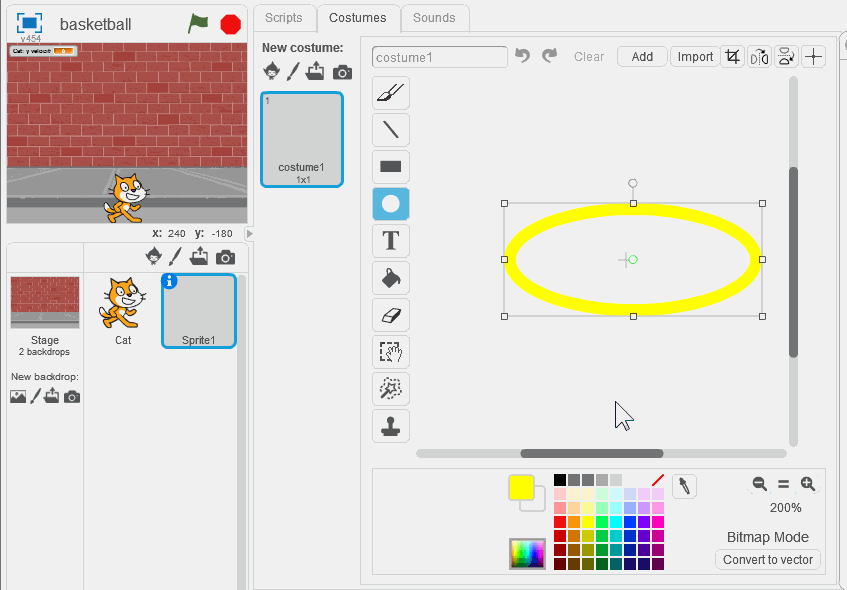 Scripts
Costumes
Sounds
basketball
v454
Cat: y velocity 0
New costume:
costume1
Clear
Add
Import
1
costume1
1x1
T
x: 240 y: -180
i
Stage
2 backdrops
Cat
Sprite1
New backdrop:
200%
Bitmap Mode
Convert to vector